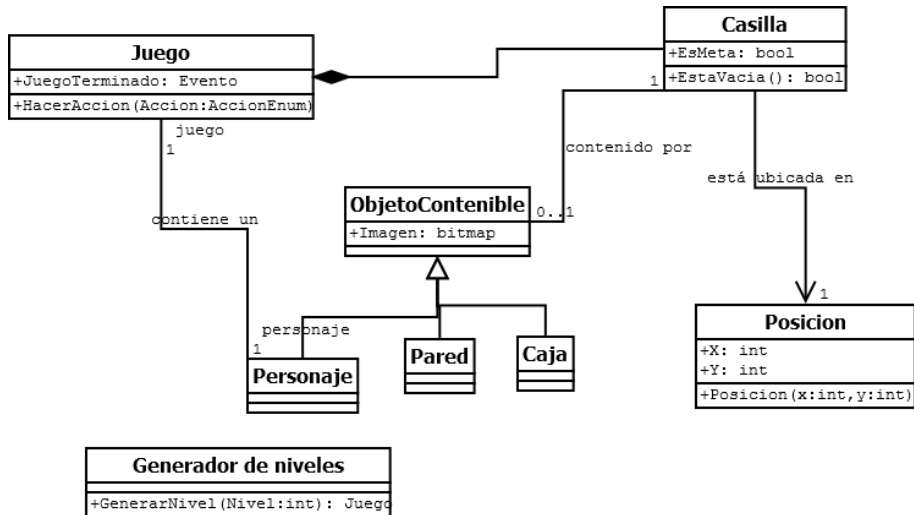 Juego
+JuegoTerminado: Evento
+HacerAccion(Accion:AccionEnum)
Casilla
+EsMeta: bool
+EstaVacia(): bool
juego
1
1
contenido por
está ubicada en
contiene un
ObjetoContenible
+Imagen: bitmap
0..1
1
Posicion
+X: int
+Y: int
+Posicion(x:int,y:int)
personaje
1
Personaje
Pared
Caja
Generador de niveles
+GenerarNivel(Nivel:int): Juego